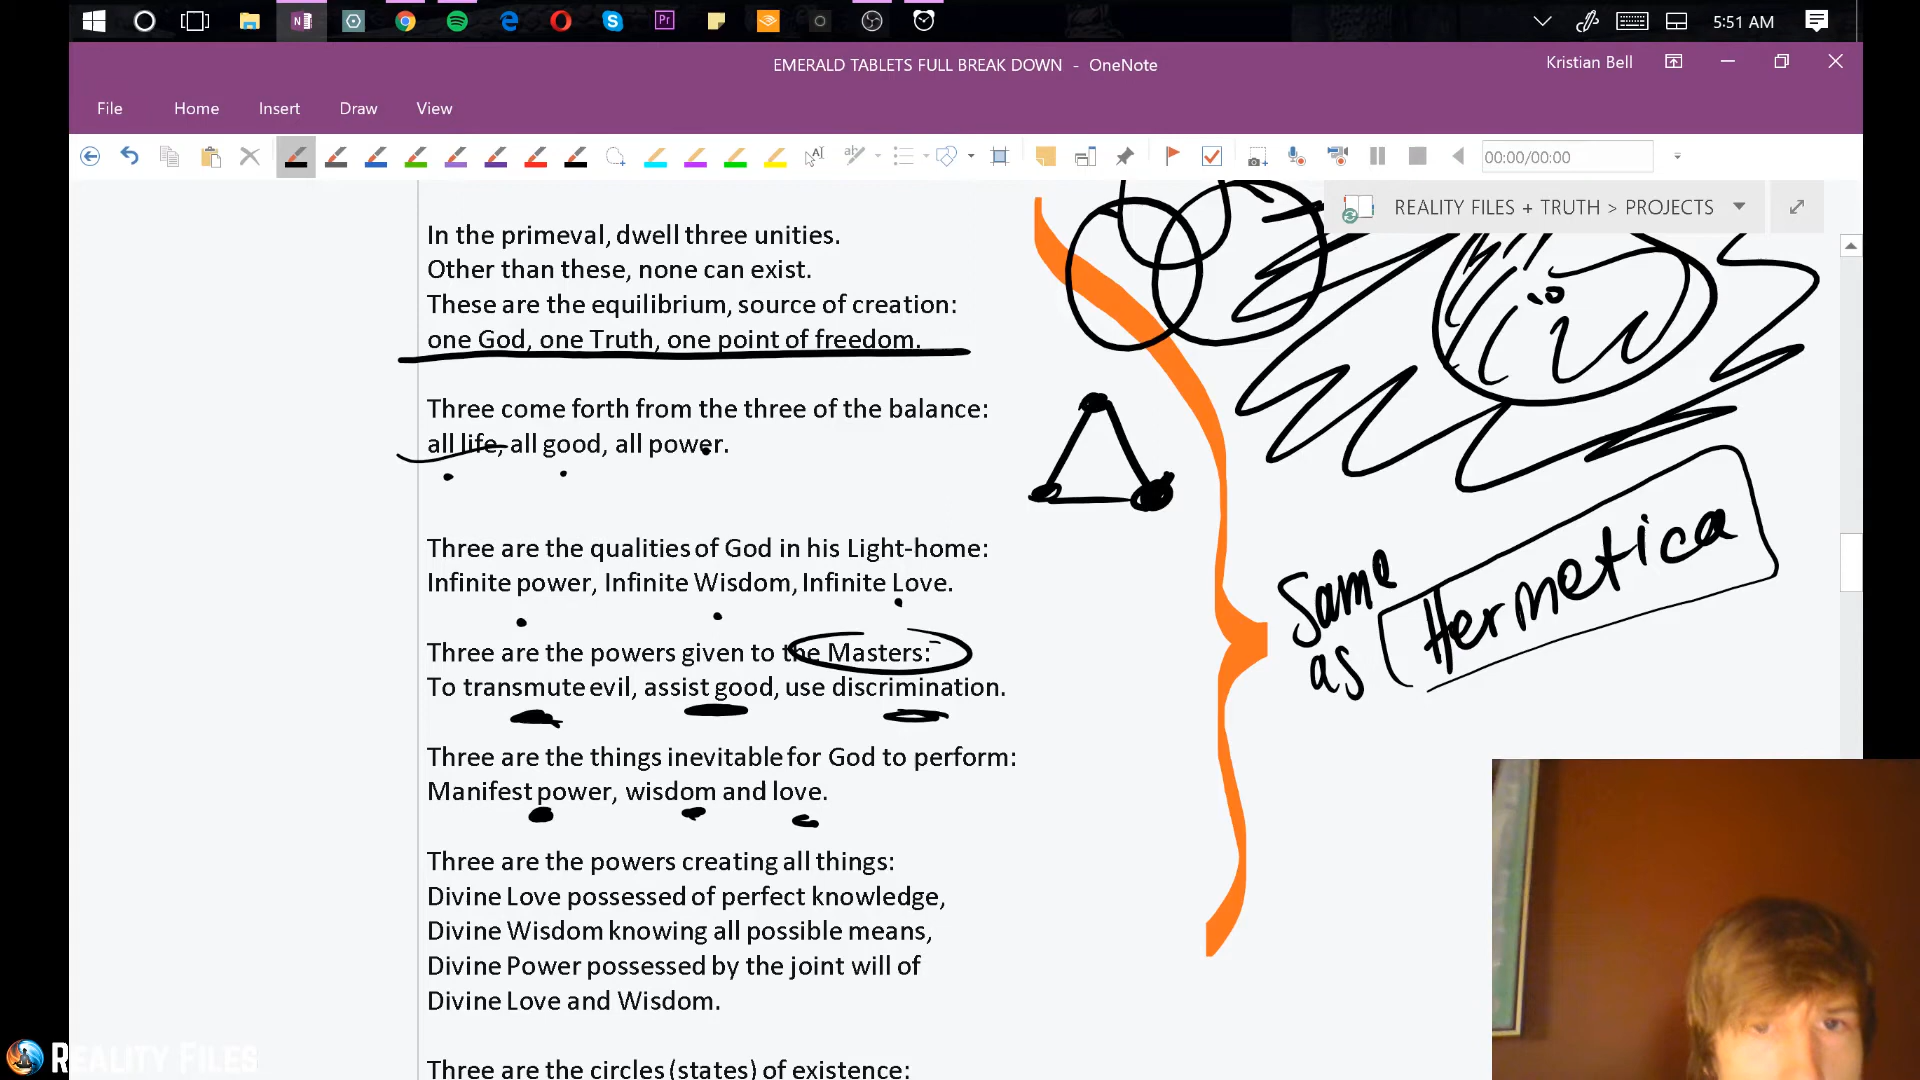 5:51 AM
EMERALD TABLETS FULL BREAK DOWN - OneNote
Kristian Bell
File Home Insert Draw View
00:00/00:00
REALITY FILES + TRUTH > PROJECTS
In the primeval, dwell three unities.
Other than these, none can exist.
These are the equilibrium, source of creation:
one God, one Truth, one point of freedom.
Three come forth from the three of the balance:
all life, all good, all power.
Three are the qualities of God in his Light-home:
Infinite power, Infinite Wisdom, Infinite Love.
Three are the powers given to the Masters:
To transmute evil, assist good, use discrimination.
Three are the things inevitable for God to perform:
Manifest power, wisdom and love.
Three are the powers creating all things:
Divine Love possessed of perfect knowledge,
Divine Wisdom knowing all possible means,
Divine Power possessed by the joint will of
Divine Love and Wisdom.
Three are the circles (states) of existence:
Same
as Hermetica
REALITY FILES